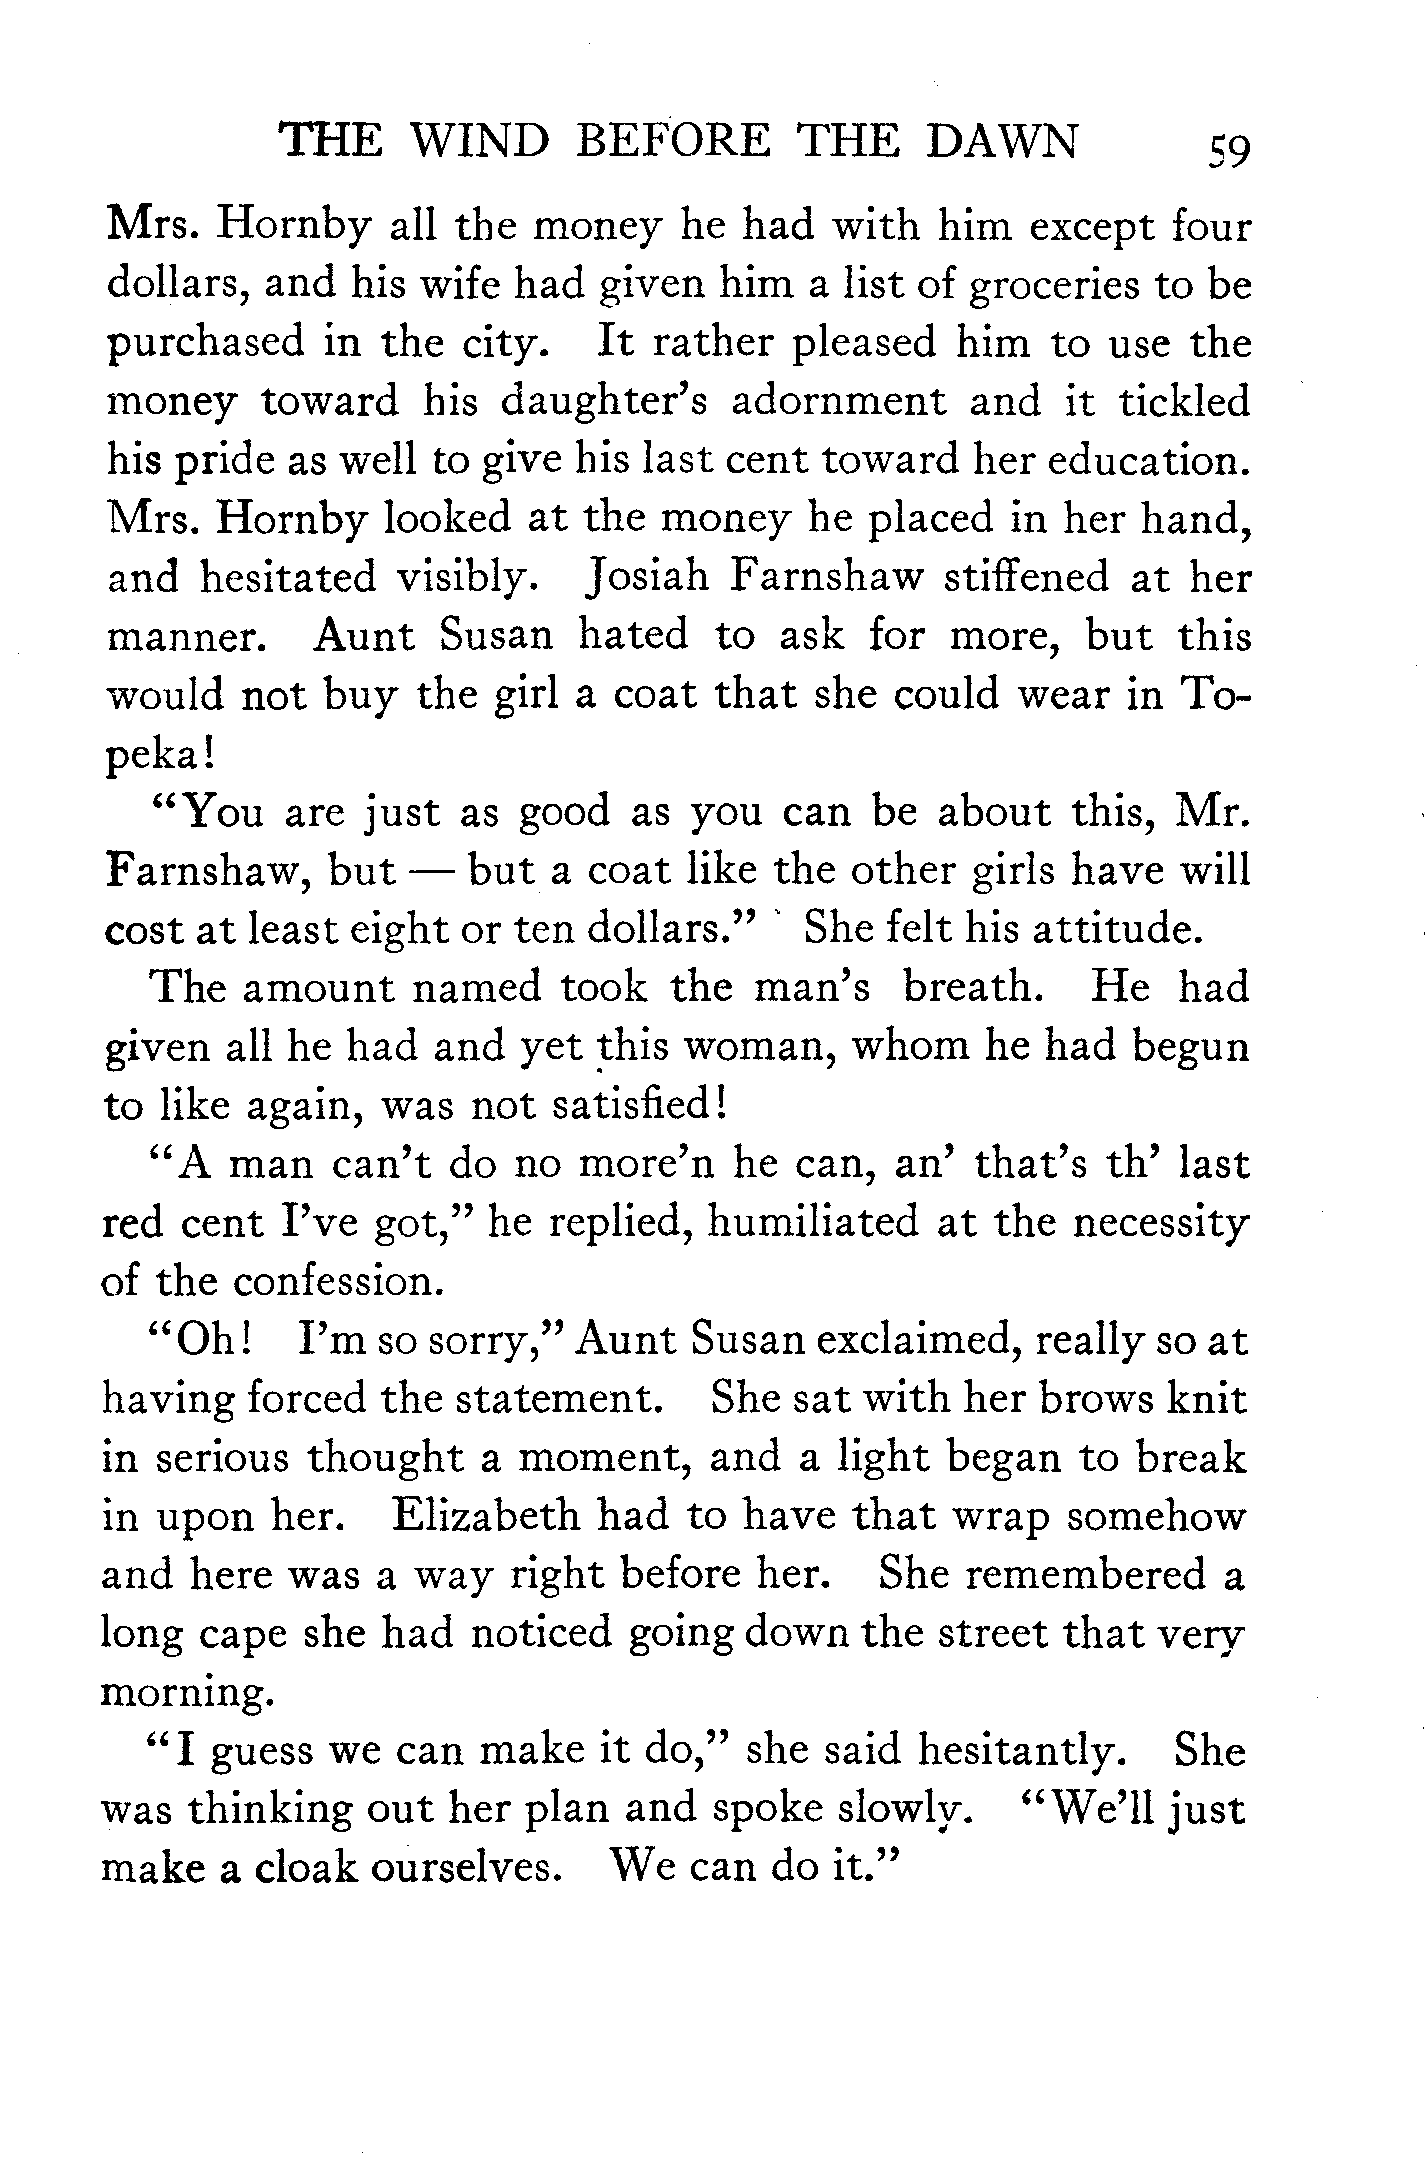 THE WIND BEFORE THE DAWN 59
Mrs. Hornby all the money he had with him except four
dollars, and his wife had given him a list of groceries to be
purchased in the city. It rather pleased him to use the
money toward his daughter's adornment and it tickled
his pride as well to give his last cent toward her education.
Mrs. Hornby looked at the money he placed in her hand,
and hesitated visibly. Josiah Farnshaw stiffened at her
manner. Aunt Susan hated to ask for more, but this
would not buy the girl a coat that she could wear in To-
peka!
“You are just as good as you can be about this, Mr.
Farnshaw, but — but a coat like the other girls have will
cost at least eight or ten dollars.” She felt his attitude.
The amount named took the man's breath. He had
given all he had and yet this woman, whom he had begun
to like again, was not satisfied!
“A man can't do no more'n he can, an' that's th' last
red cent I've got,” he replied, humiliated at the necessity
of the confession.
“Oh! I'm so sorry,” Aunt Susan exclaimed, really so at
having forced the statement. She sat with her brows knit
in serious thought a moment, and a light began to break
in upon her. Elizabeth had to have that wrap somehow
and here was a way right before her. She remembered a
long cape she had noticed going down the street that very
morning.
“I guess we can make it do,” she said hesitantly. She
was thinking out her plan and spoke slowly. “We'll just
make a cloak ourselves. We can do it.”